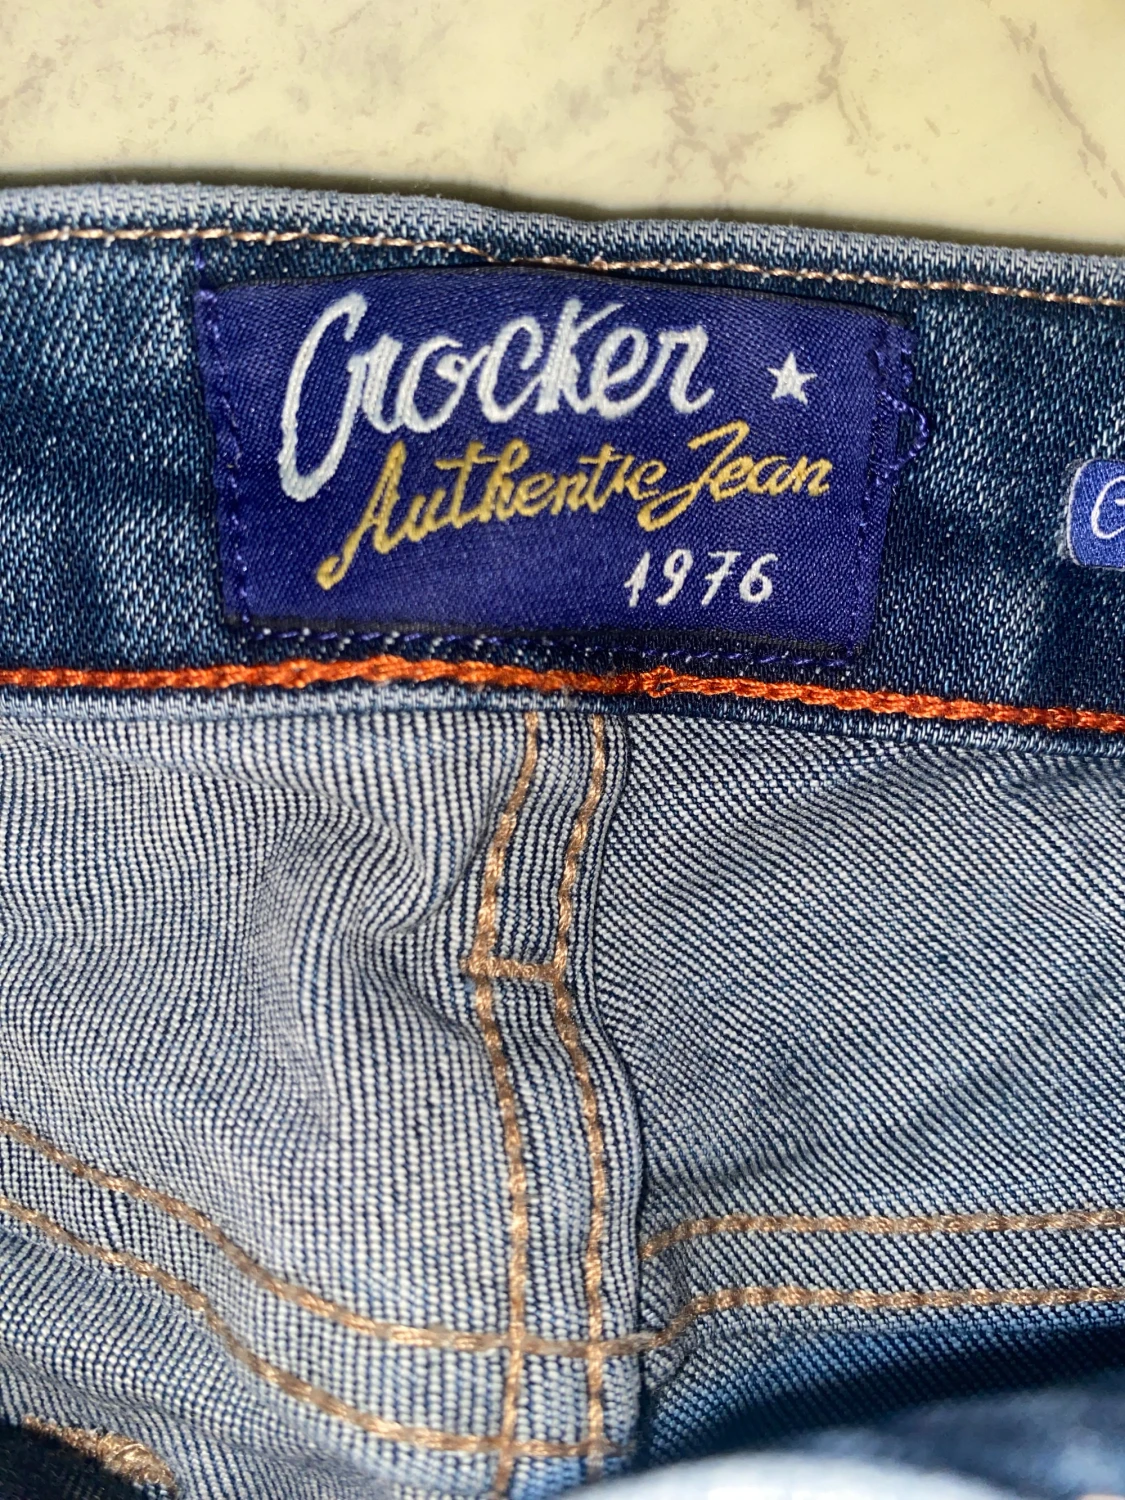 Crocker
Authentic Jean
1976